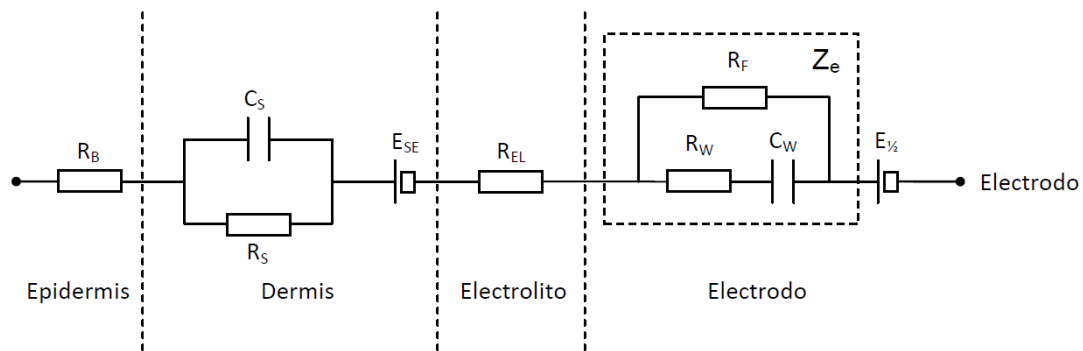 R_F
Z_e
C_S
R_B
E_SE
R_EL
R_W
C_W
E_½
Electrodo
R_S
Epidermis
Dermis
Electrolito
Electrodo